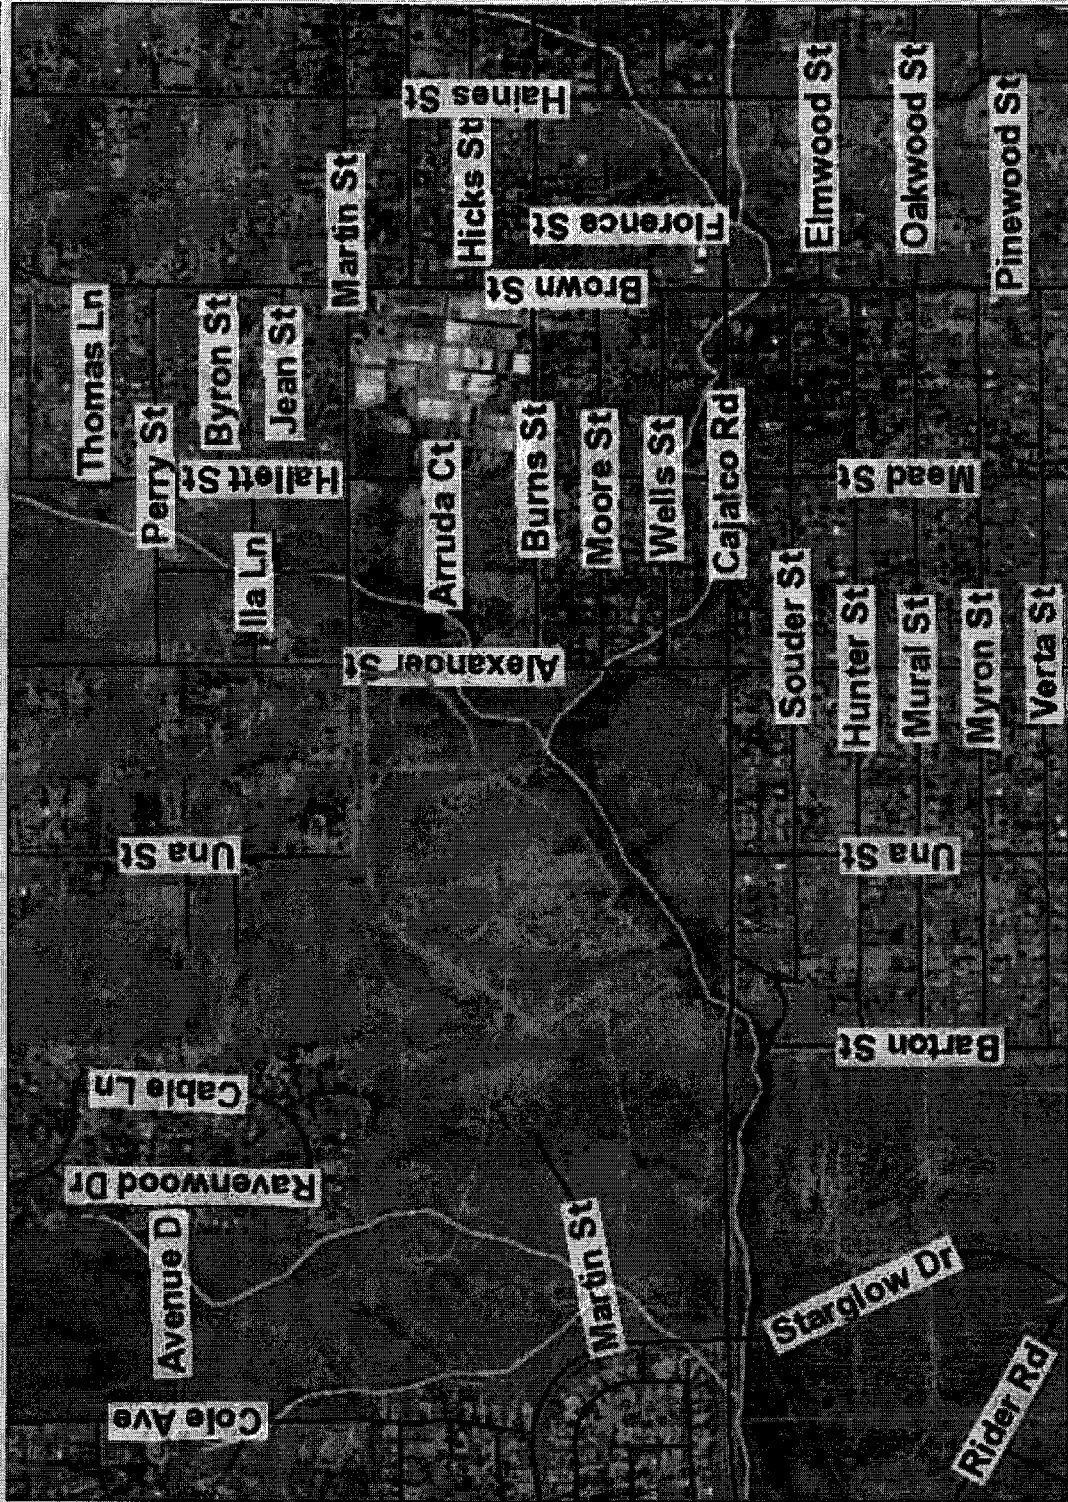 Haines St
Elmwood St
Oakwood St
Pinewood St
Hicks St
Martin St
Florence St
Brown St
Thomas Ln
Byron St
Jean St
Perry St
Hallett St
Arruda Ct
Burns St
Moore St
Wells St
Cajalco Rd
Mead St
Ila Ln
Souder St
Hunter St
Mural St
Myron St
Verta St
Alexander St
Una St
Una St
Barton St
Cable Ln
Ravenwood Dr
Avenue D
Martin St
Starglow Dr
Cole Ave
Rider Rd